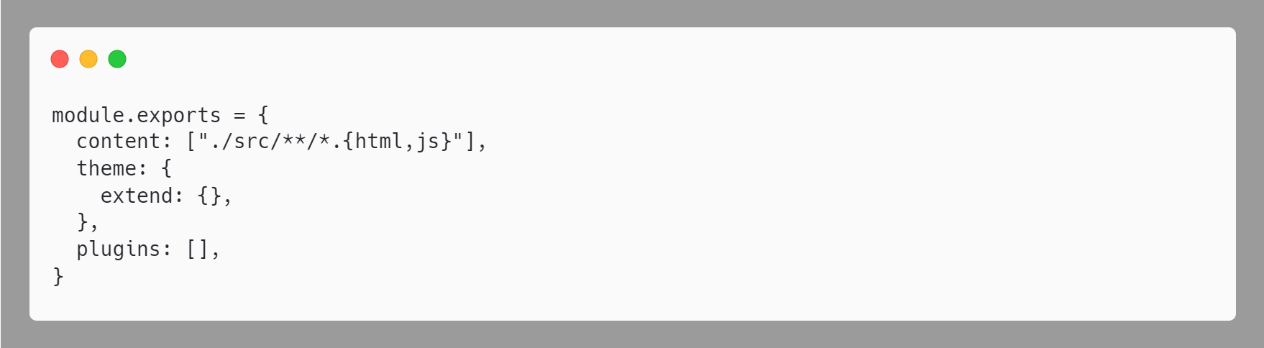 module.exports = {
  content: ["./src/**/*.{html,js}"],
  theme: {
    extend: {},
  },
  plugins: [],
}